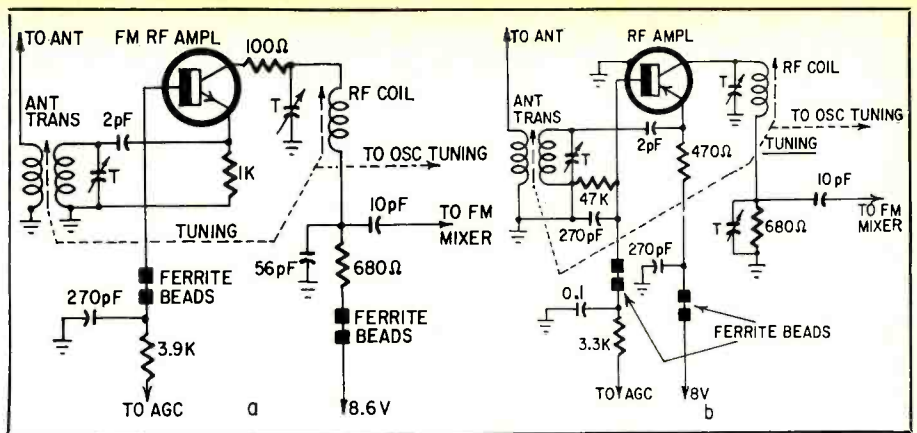 TO ANT
FM RF AMPL
100Ω
RF COIL
T
ANT
TRANS
2pF
T
1K
TO OSC TUNING
TUNING
10pF
TO FM
MIXER
56pF
680Ω
FERRITE
BEADS
270pF
FERRITE
BEADS
3.9K
TO AGC
a
8.6V
TO ANT
RF AMPL
RF COIL
T
ANT
TRANS
TO OSC TUNING
2pF
470Ω
TUNING
T
47K
10pF
270pF
TO FM
MIXER
T
680Ω
270pF
0.1
FERRITE BEADS
3.3K
TO AGC
8V
b